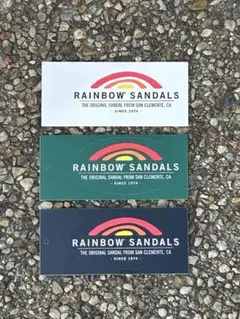 RAINBOW® SANDALS
THE ORIGINAL SANDAL FROM SAN CLEMENTE, CA
- SINCE 1974 -
RAINBOW® SANDALS
THE ORIGINAL SANDAL FROM SAN CLEMENTE, CA
- SINCE 1974 -
RAINBOW® SANDALS
THE ORIGINAL SANDAL FROM SAN CLEMENTE, CA
- SINCE 1974 -